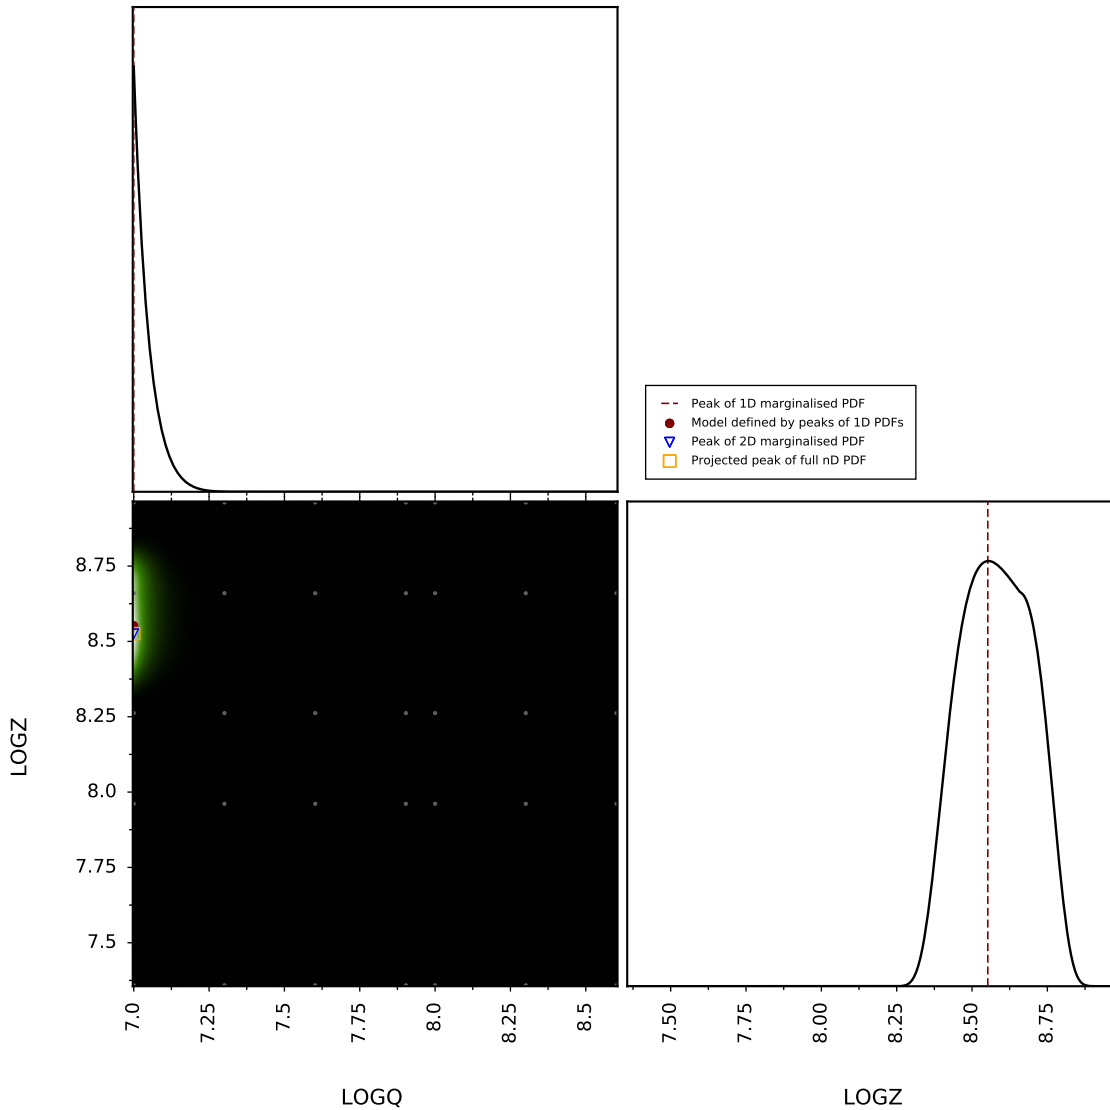 Peak of 1D marginalised PDF
Model defined by peaks of 1D PDFs
Peak of 2D marginalised PDF
Projected peak of full nD PDF
LOGZ
8.75
8.5
8.25
8.0
7.75
7.5
7.0
7.25
7.5
7.75
8.0
8.25
8.5
LOGQ
7.50
7.75
8.00
8.25
8.50
8.75
LOGZ